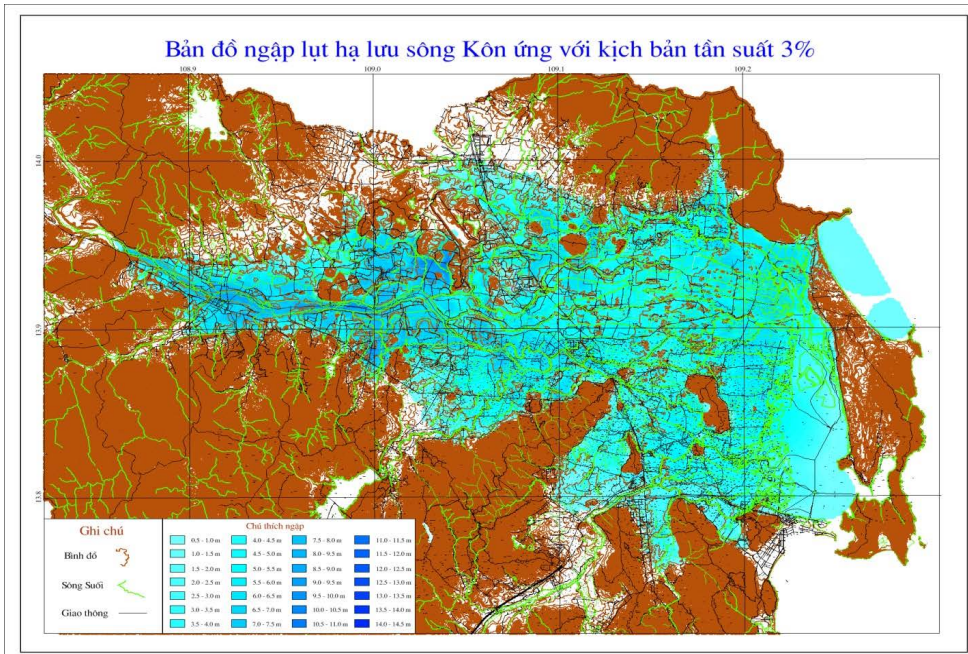 Bản đồ ngập lụt hạ lưu sông Kôn ứng với kịch bản tần suất 3%
108.9 109.0 109.1 109.2
14.0
13.9
13.8
Ghi chú
Bình đồ
Sông Suối
Giao thông
Chú thích ngập
0.5 - 1.0 m 4.0 - 4.5 m 7.5 - 8.0 m 11.0 - 11.5 m
1.0 - 1.5 m 4.5 - 5.0 m 8.0 - 9.5 m 11.5 - 12.0 m
1.5 - 2.0 m 5.0 - 5.5 m 8.5 - 9.0 m 12.0 - 12.5 m
2.0 - 2.5 m 5.5 - 6.0 m 9.0 - 9.5 m 12.5 - 13.0 m
2.5 - 3.0 m 6.0 - 6.5 m 9.5 - 10.0 m 13.0 - 13.5 m
3.0 - 3.5 m 6.5 - 7.0 m 10.0 - 10.5 m 13.5 - 14.0 m
3.5 - 4.0 m 7.0 - 7.5 m 10.5 - 11.0 m 14.0 - 14.5 m